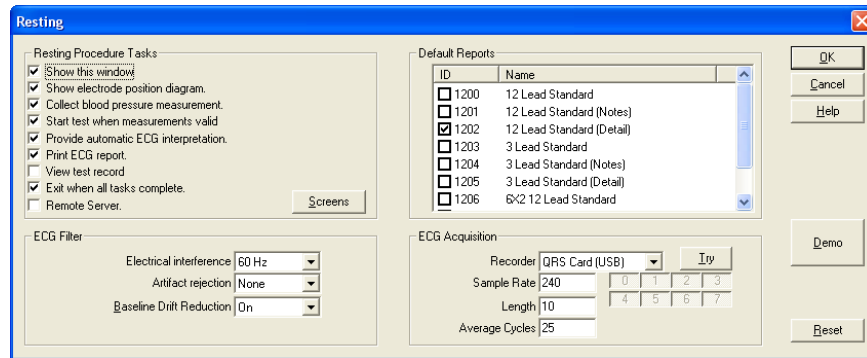 Resting
Resting Procedure Tasks
Show this window
Show electrode position diagram.
Collect blood pressure measurement.
Start test when measurements valid
Provide automatic ECG interpretation.
Print ECG report.
View test record
Exit when all tasks complete.
Remote Server.
Screens
Default Reports
ID Name
1200 12 Lead Standard
1201 12 Lead Standard (Notes)
1202 12 Lead Standard (Detail)
1203 3 Lead Standard
1204 3 Lead Standard (Notes)
1205 3 Lead Standard (Detail)
1206 6X2 12 Lead Standard
OK
Cancel
Help
ECG Filter
Electrical interference 60 Hz
Artifact rejection None
Baseline Drift Reduction On
ECG Acquisition
Recorder QRS Card (USB) Try
Sample Rate 240 0 1 2 3
Length 10 4 5 6 7
Average Cycles 25
Demo
Reset